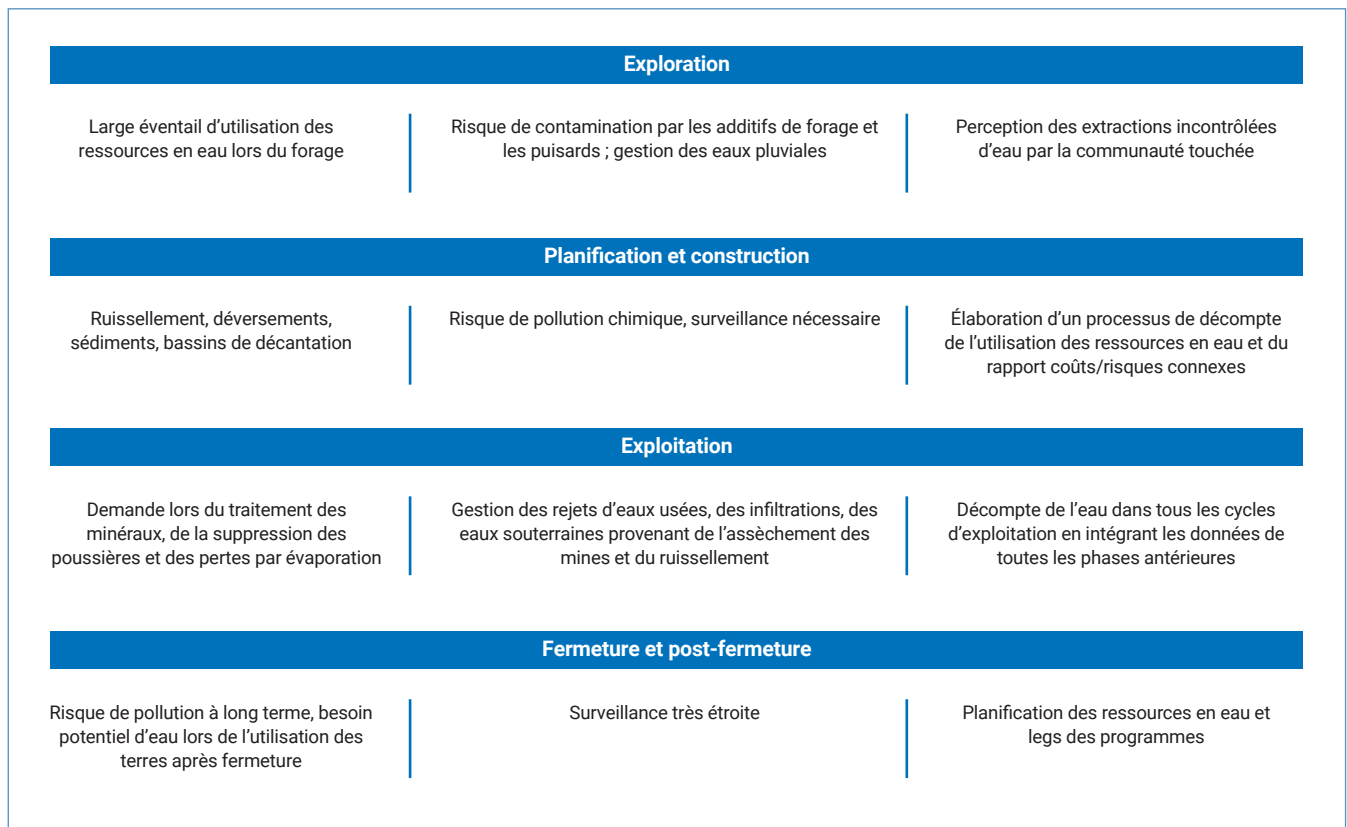 Exploration
Large éventail d’utilisation des
ressources en eau lors du forage
Risque de contamination par les additifs de forage et
les puisards ; gestion des eaux pluviales
Perception des extractions incontrôlées
d’eau par la communauté touchée
Planification et construction
Ruissellement, déversements,
sédiments, bassins de décantation
Risque de pollution chimique, surveillance nécessaire
Élaboration d’un processus de décompte
de l’utilisation des ressources en eau et du
rapport coûts/risques connexes
Exploitation
Demande lors du traitement des
minéraux, de la suppression des
poussières et des pertes par évaporation
Gestion des rejets d’eaux usées, des infiltrations, des
eaux souterraines provenant de l’assèchement des
mines et du ruissellement
Décompte de l’eau dans tous les cycles
d’exploitation en intégrant les données de
toutes les phases antérieures
Fermeture et post-fermeture
Risque de pollution à long terme, besoin
potentiel d’eau lors de l’utilisation des
terres après fermeture
Surveillance très étroite
Planification des ressources en eau et
legs des programmes